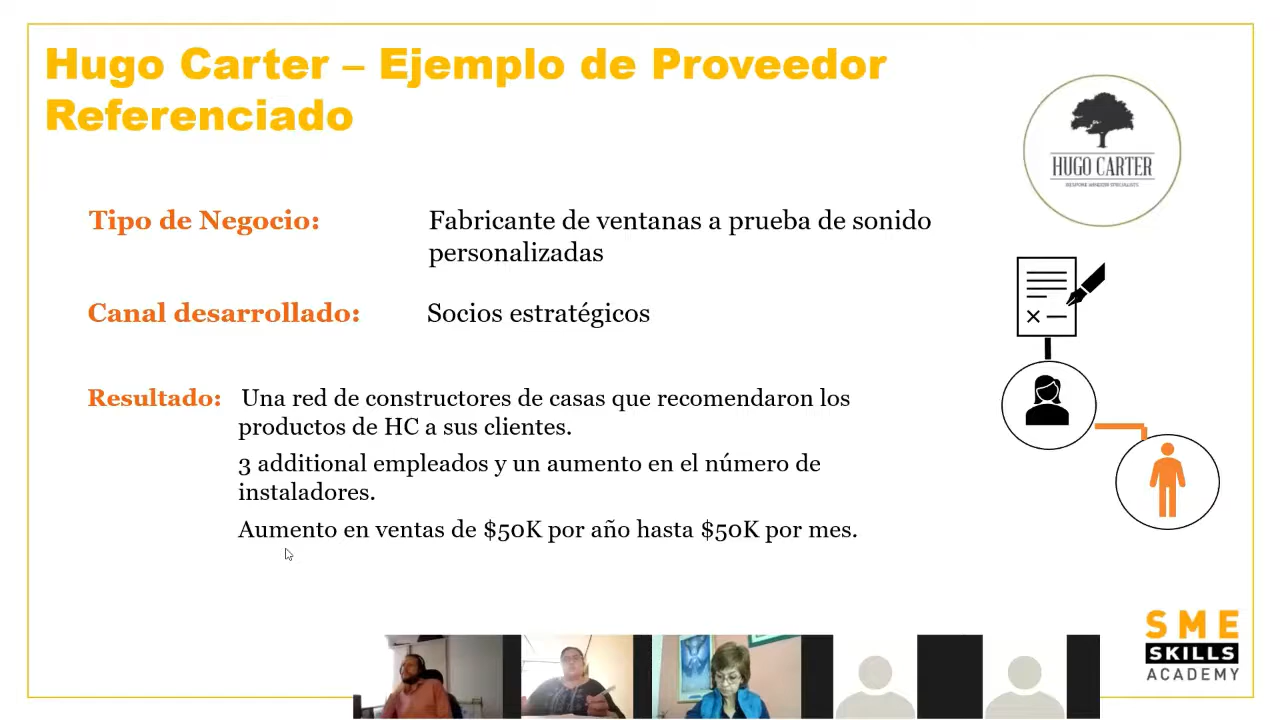 Hugo Carter – Ejemplo de Proveedor
Referenciado
HUGO CARTER
BESPOKE WINDOW SPECIALISTS
Tipo de Negocio:
Fabricante de ventanas a prueba de sonido
personalizadas
Canal desarrollado:
Socios estratégicos
Resultado:
Una red de constructores de casas que recomendaron los
productos de HC a sus clientes.
3 additional empleados y un aumento en el número de
instaladores.
Aumento en ventas de $50K por año hasta $50K por mes.
SME
SKILLS
ACADEMY